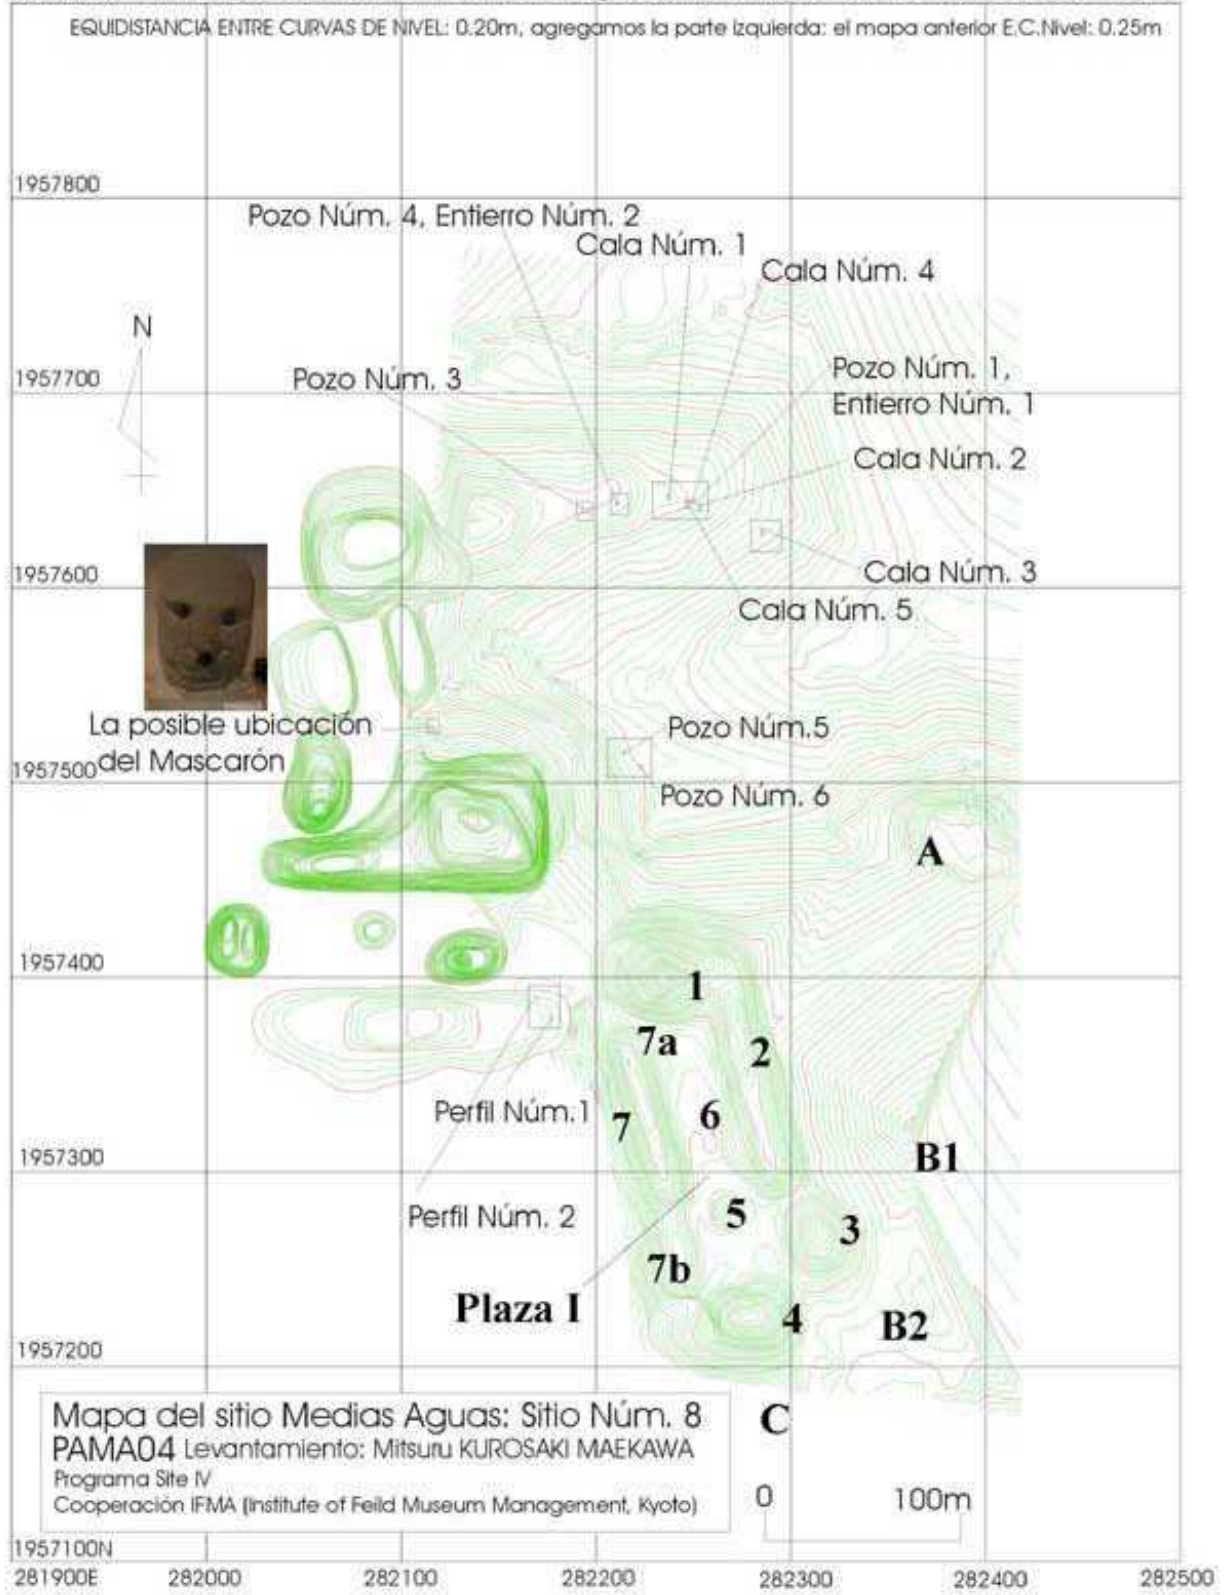 EQUIDISTANCIA ENTRE CURVAS DE NIVEL: 0.20m, agregamos la parte izquierda: el mapa anterior E.C.Nivel: 0.25m
1957800
Pozo Núm. 4, Entierro Núm. 2
Cala Núm. 1
Cala Núm. 4
N
1957700
Pozo Núm. 3
Pozo Núm. 1,
Entierro Núm. 1
Cala Núm. 2
1957600
Cala Núm. 3
Cala Núm. 5
La posible ubicación
del Mascarón
Pozo Núm.5
1957500
Pozo Núm. 6
A
1957400
1
7a
2
Perfil Núm.1
7
6
B1
1957300
Perfil Núm. 2
5
3
7b
Plaza I
4
B2
1957200
Mapa del sitio Medias Aguas: Sitio Núm. 8
PAMA04 Levantamiento: Mitsuru KUROSAKI MAEKAWA
Programa Site IV
Cooperación IFMA (Institute of Feild Museum Management, Kyoto)
C
0 100m
1957100N
281900E 282000 282100 282200 282300 282400 282500